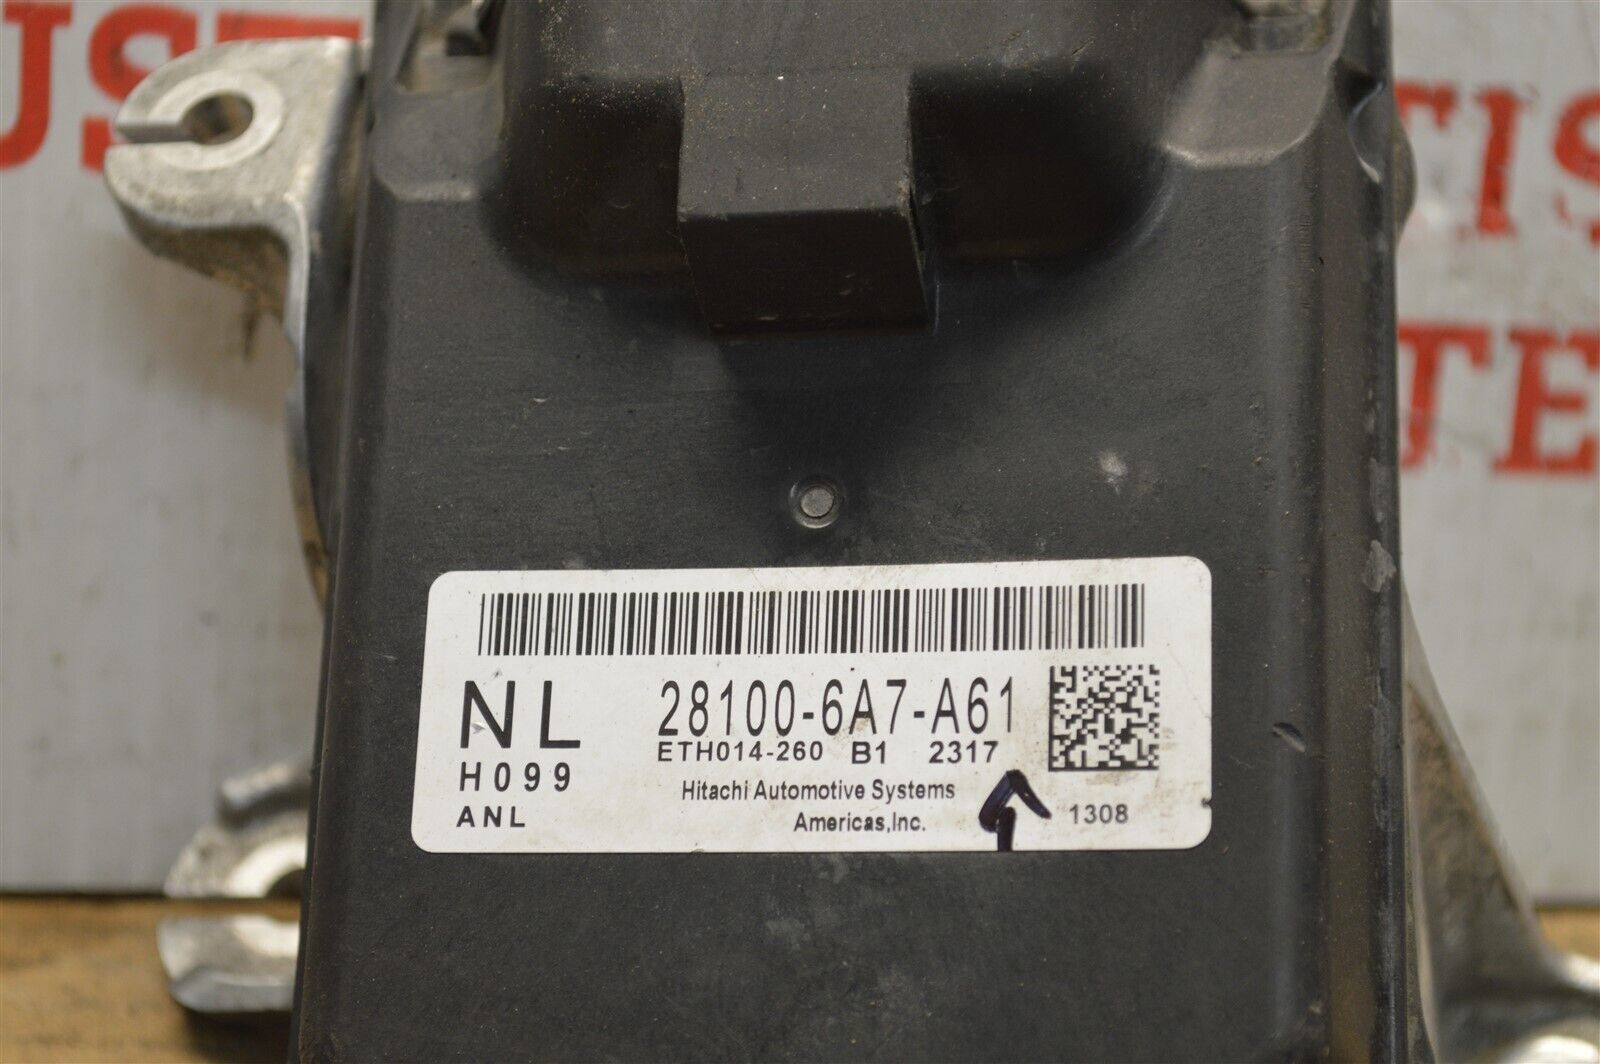 NL
28100-6A7-A61
ETH014-260 B1 2317
H099
Hitachi Automotive Systems
ANL
Americas,Inc.
1308